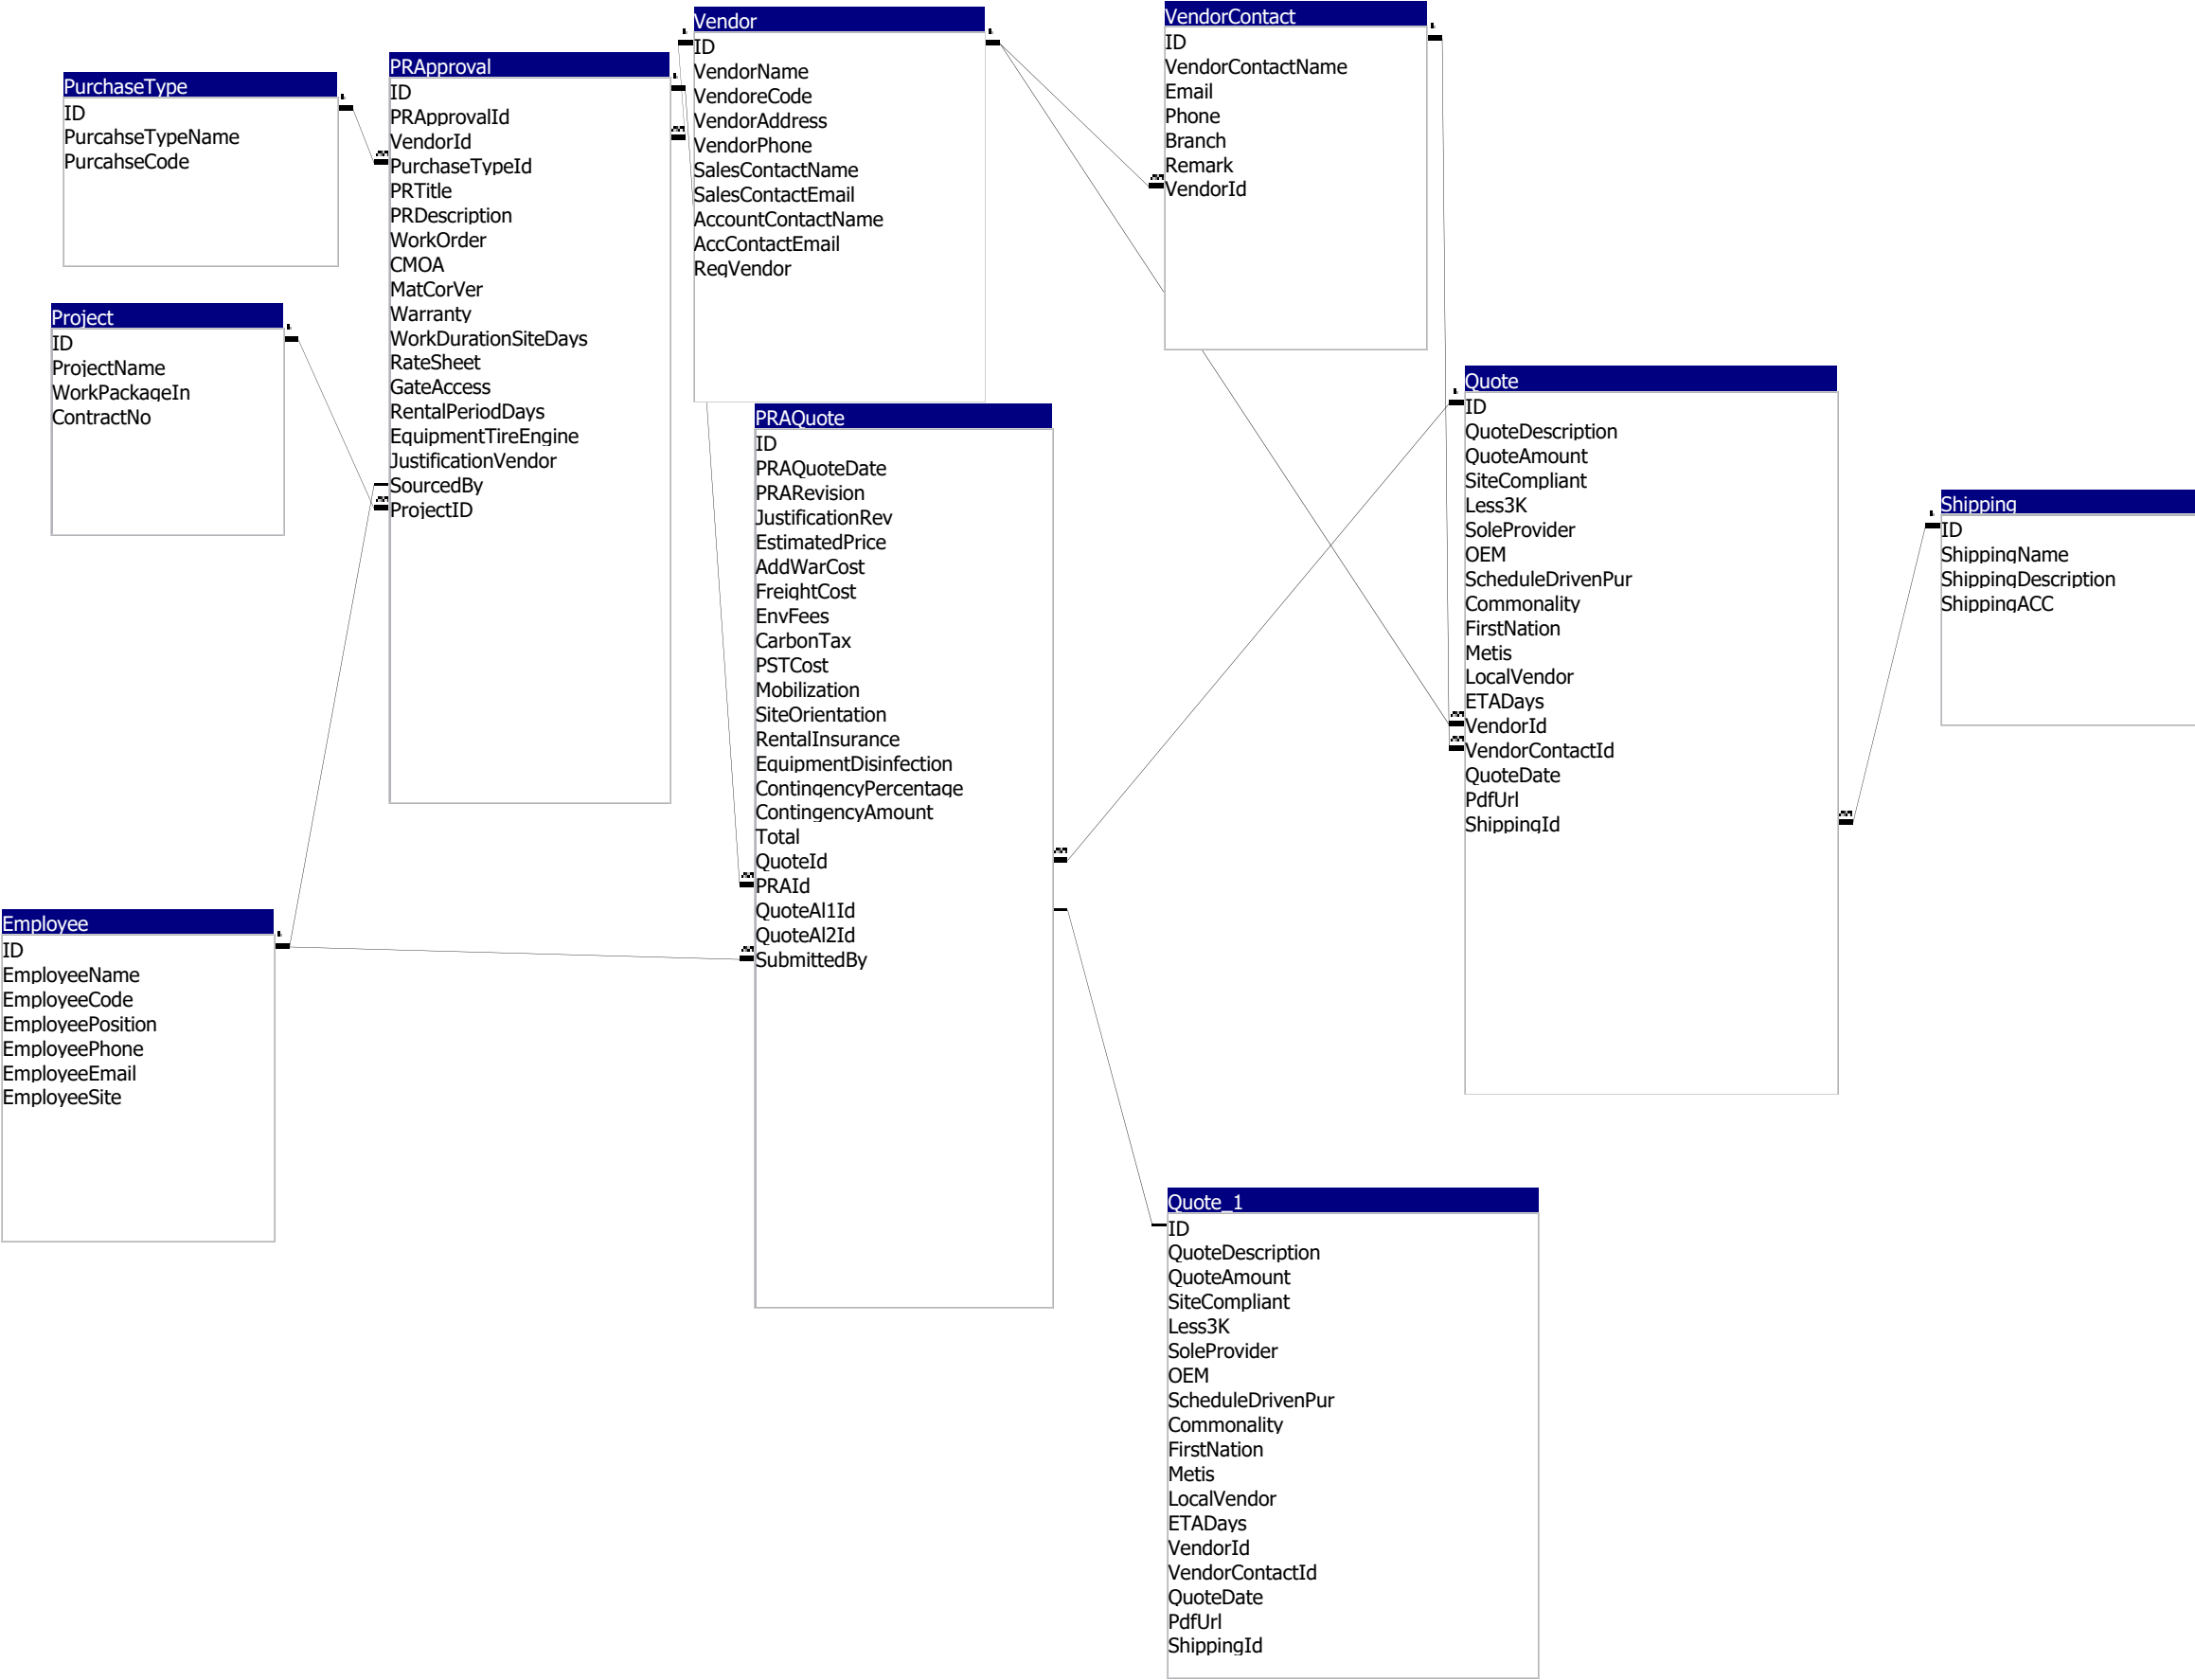 Vendor
ID
VendorName
VendoreCode
VendorAddress
VendorPhone
SalesContactName
SalesContactEmail
AccountContactName
AccContactEmail
RegVendor
VendorContact
ID
VendorContactName
Email
Phone
Branch
Remark
VendorId
PRApproval
ID
PRApprovalId
VendorId
PurchaseTypeId
PRTitle
PRDescription
WorkOrder
CMOA
MatCorVer
Warranty
WorkDurationSiteDays
RateSheet
GateAccess
RentalPeriodDays
EquipmentTireEngine
JustificationVendor
SourcedBy
ProjectID
PurchaseType
ID
PurcahseTypeName
PurcahseCode
Project
ID
ProjectName
WorkPackageIn
ContractNo
PRAQuote
ID
PRAQuoteDate
PRARevision
JustificationRev
EstimatedPrice
AddWarCost
FreightCost
EnvFees
CarbonTax
PSTCost
Mobilization
SiteOrientation
RentalInsurance
EquipmentDisinfection
ContingencyPercentage
ContingencyAmount
Total
QuoteId
PRAId
QuoteAl1Id
QuoteAl2Id
SubmittedBy
Quote
ID
QuoteDescription
QuoteAmount
SiteCompliant
Less3K
SoleProvider
OEM
ScheduleDrivenPur
Commonality
FirstNation
Metis
LocalVendor
ETADays
VendorId
VendorContactId
QuoteDate
PdfUrl
ShippingId
Shipping
ID
ShippingName
ShippingDescription
ShippingACC
Employee
ID
EmployeeName
EmployeeCode
EmployeePosition
EmployeePhone
EmployeeEmail
EmployeeSite
Quote_1
ID
QuoteDescription
QuoteAmount
SiteCompliant
Less3K
SoleProvider
OEM
ScheduleDrivenPur
Commonality
FirstNation
Metis
LocalVendor
ETADays
VendorId
VendorContactId
QuoteDate
PdfUrl
ShippingId